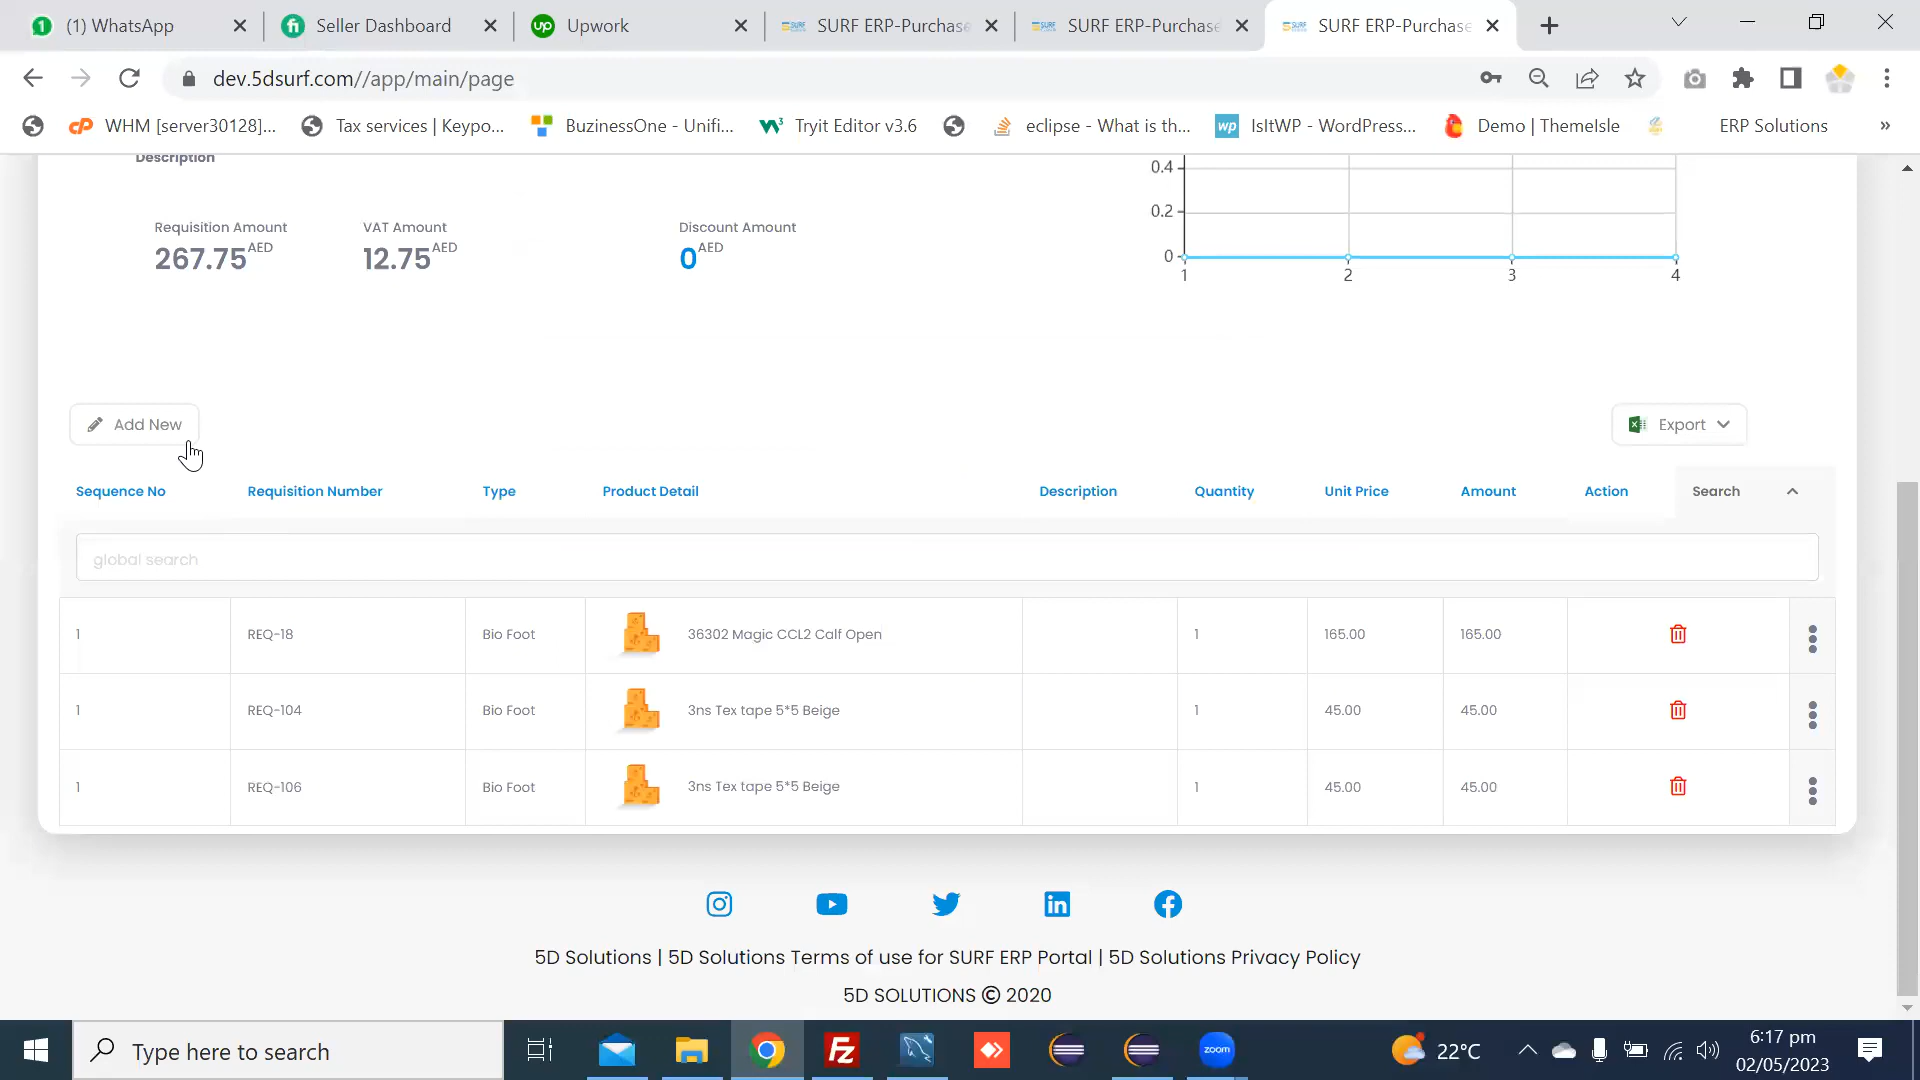 (1) WhatsApp
Seller Dashboard
Upwork
SURF ERP-Purchase
SURF ERP-Purchase
SURF ERP-Purchase
dev.5dsurf.com//app/main/page
WHM [server30128]...
Tax services | Keypo...
BuzinessOne - Unifi...
Tryit Editor v3.6
eclipse - What is th...
IsItWP - WordPress...
Demo | ThemeIsle
ERP Solutions
Description
Requisition Amount
267.75 AED
VAT Amount
12.75 AED
Discount Amount
0 AED
0.4
0.2
0
1 2 3 4
Add New
Export
Sequence No Requisition Number Type Product Detail Description Quantity Unit Price Amount Action Search
global search
1 REQ-18 Bio Foot 36302 Magic CCL2 Calf Open 1 165.00 165.00
1 REQ-104 Bio Foot 3ns Tex tape 5*5 Beige 1 45.00 45.00
1 REQ-106 Bio Foot 3ns Tex tape 5*5 Beige 1 45.00 45.00
5D Solutions | 5D Solutions Terms of use for SURF ERP Portal | 5D Solutions Privacy Policy
5D SOLUTIONS © 2020
Type here to search
zoom
22°C
6:17 pm
02/05/2023